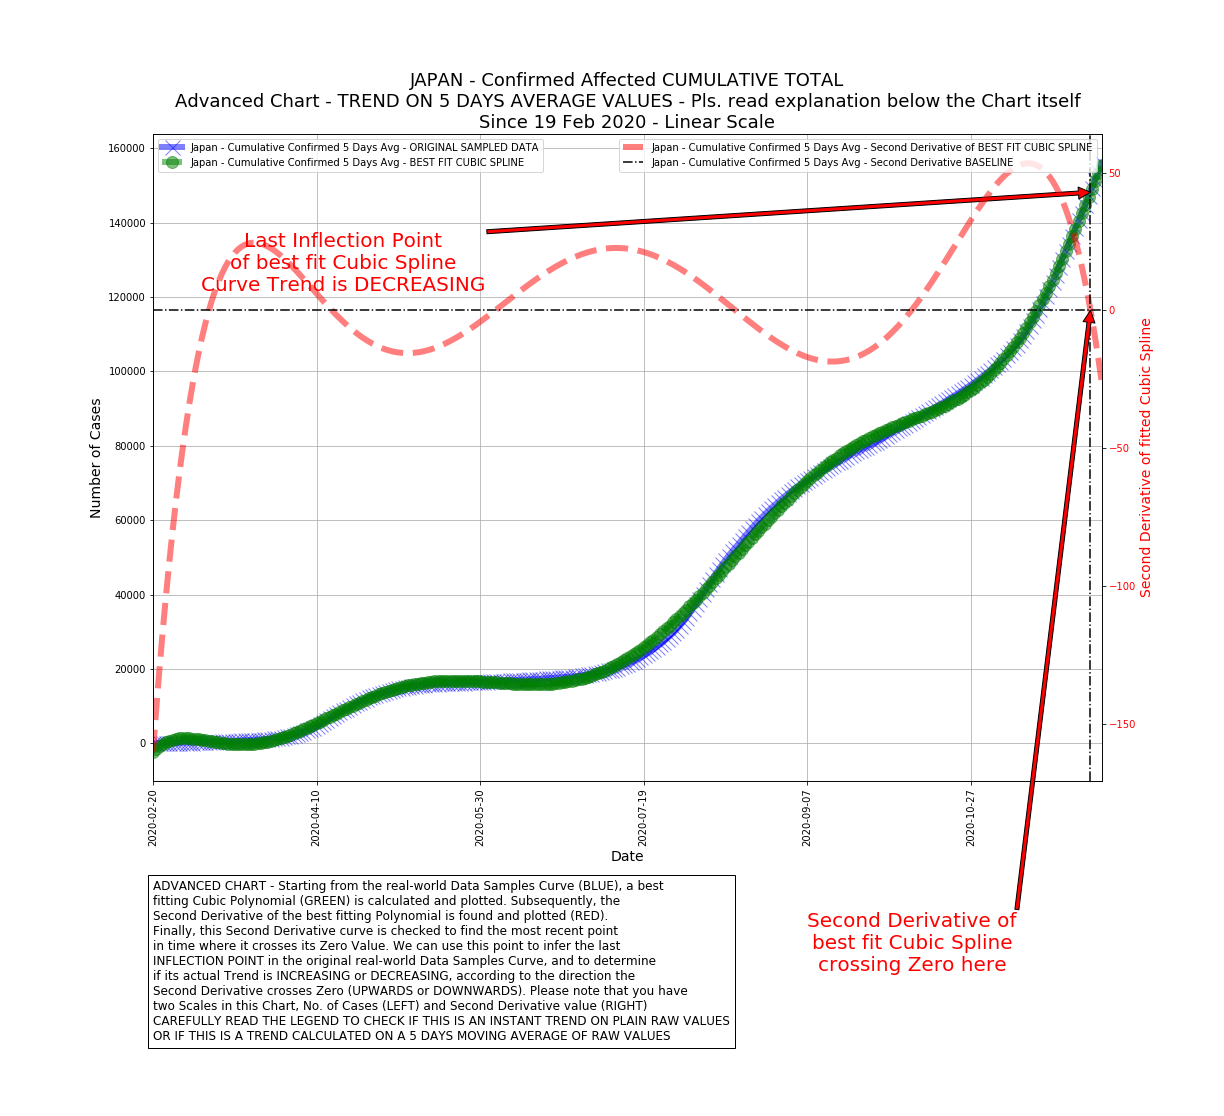 JAPAN - Confirmed Affected CUMULATIVE TOTAL
Advanced Chart - TREND ON 5 DAYS AVERAGE VALUES - Pls. read explanation below the Chart itself
Since 19 Feb 2020 - Linear Scale
Japan - Cumulative Confirmed 5 Days Avg - ORIGINAL SAMPLED DATA
Japan - Cumulative Confirmed 5 Days Avg - BEST FIT CUBIC SPLINE
Japan - Cumulative Confirmed 5 Days Avg - Second Derivative of BEST FIT CUBIC SPLINE
Japan - Cumulative Confirmed 5 Days Avg - Second Derivative BASELINE
Last Inflection Point
of best fit Cubic Spline
Curve Trend is DECREASING
Number of Cases
160000
140000
120000
100000
80000
60000
40000
20000
0
50
0
−50
−100
−150
Second Derivative of fitted Cubic Spline
2020-02-20
2020-04-10
2020-05-30
2020-07-19
2020-09-07
2020-10-27
Date
ADVANCED CHART - Starting from the real-world Data Samples Curve (BLUE), a best
fitting Cubic Polynomial (GREEN) is calculated and plotted. Subsequently, the
Second Derivative of the best fitting Polynomial is found and plotted (RED).
Finally, this Second Derivative curve is checked to find the most recent point
in time where it crosses its Zero Value. We can use this point to infer the last
INFLECTION POINT in the original real-world Data Samples Curve, and to determine
if its actual Trend is INCREASING or DECREASING, according to the direction the
Second Derivative crosses Zero (UPWARDS or DOWNWARDS). Please note that you have
two Scales in this Chart, No. of Cases (LEFT) and Second Derivative value (RIGHT)
CAREFULLY READ THE LEGEND TO CHECK IF THIS IS AN INSTANT TREND ON PLAIN RAW VALUES
OR IF THIS IS A TREND CALCULATED ON A 5 DAYS MOVING AVERAGE OF RAW VALUES
Second Derivative of
best fit Cubic Spline
crossing Zero here